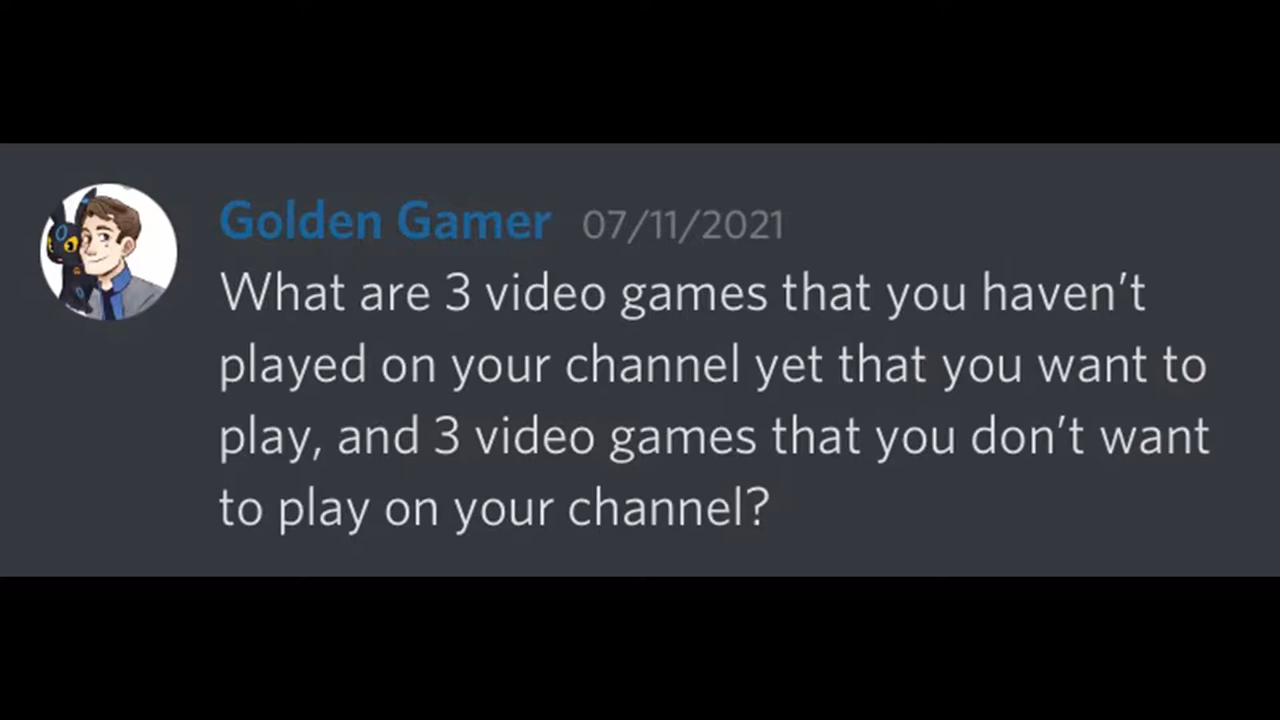 Golden Gamer 07/11/2021
What are 3 video games that you haven't
played on your channel yet that you want to
play, and 3 video games that you don't want
to play on your channel?